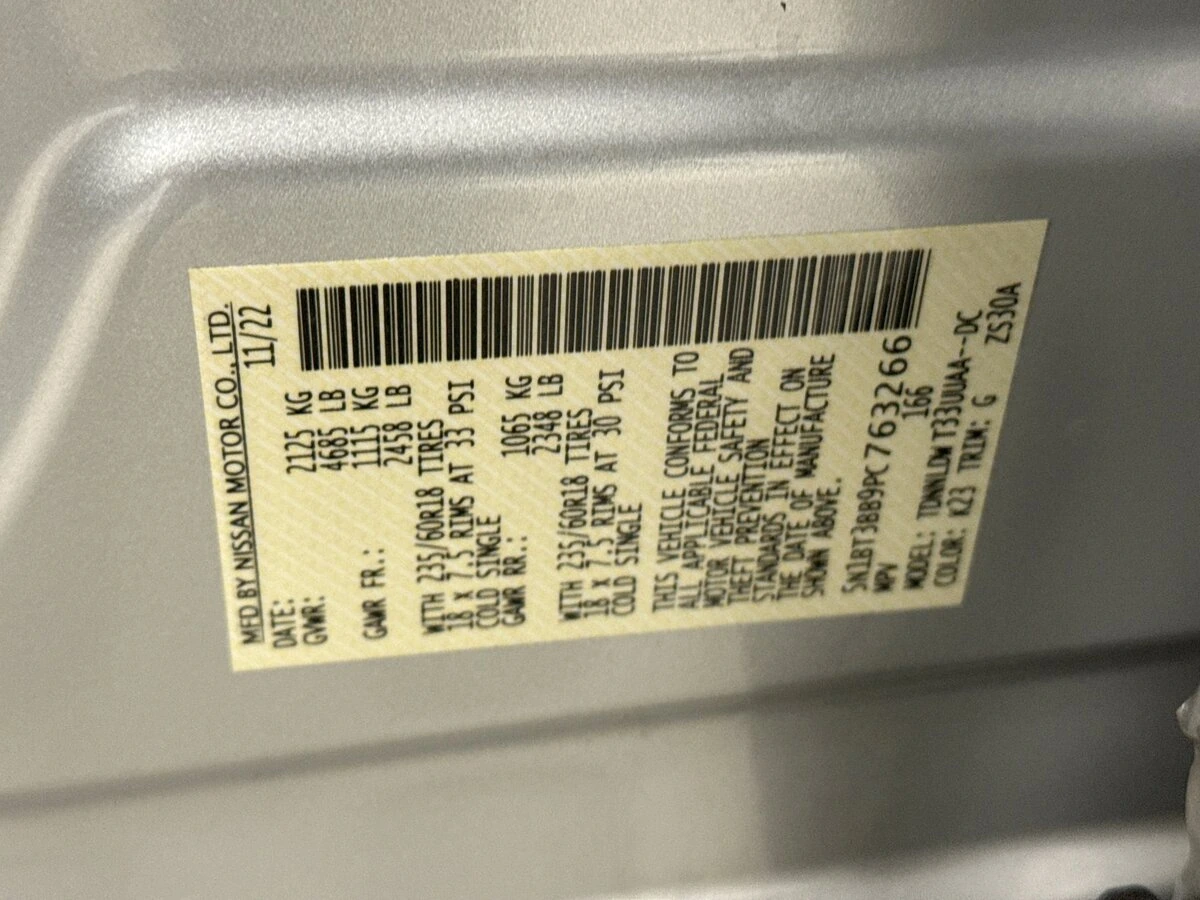 MFD BY NISSAN MOTOR CO., LTD.
DATE: 11/22
GVWR: 2125 KG
4685 LB
GAWR FR.: 1115 KG
2458 LB
WITH 235/60R18 TIRES
18 X 7.5 RIMS AT 33 PSI
COLD SINGLE
GAWR RR.: 1065 KG
2348 LB
WITH 235/60R18 TIRES
18 X 7.5 RIMS AT 30 PSI
COLD SINGLE
THIS VEHICLE CONFORMS TO
ALL APPLICABLE FEDERAL
MOTOR VEHICLE SAFETY AND
THEFT PREVENTION
STANDARDS IN EFFECT ON
THE DATE OF MANUFACTURE
SHOWN ABOVE.
5N1BT3BB9PC763266
MPV 166
MODEL: TDNNLDW T33UUAA--DC
COLOR: K23 TRIM: G ZS30A